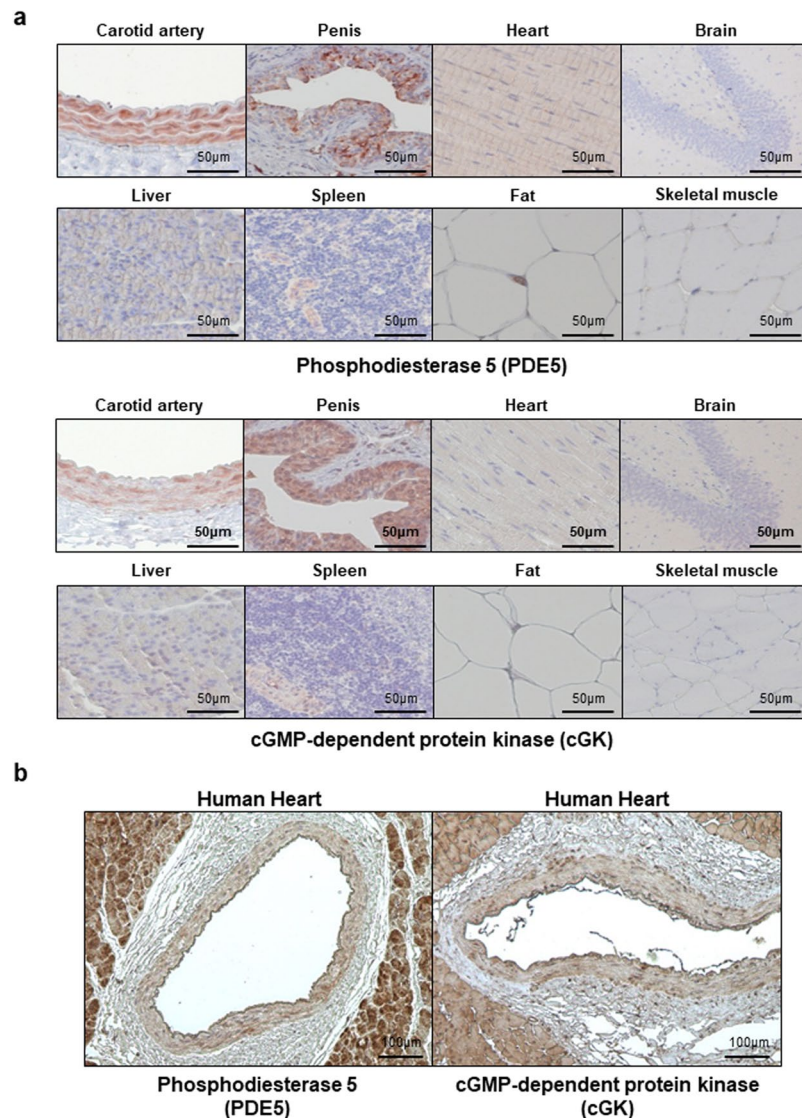 a
Carotid artery Penis Heart Brain
50μm 50μm 50μm 50μm
Liver Spleen Fat Skeletal muscle
50μm 50μm 50μm 50μm
Phosphodiesterase 5 (PDE5)
Carotid artery Penis Heart Brain
50μm 50μm 50μm 50μm
Liver Spleen Fat Skeletal muscle
50μm 50μm 50μm 50μm
cGMP-dependent protein kinase (cGK)
b
Human Heart Human Heart
100μm 100μm
Phosphodiesterase 5 cGMP-dependent protein kinase
(PDE5) (cGK)